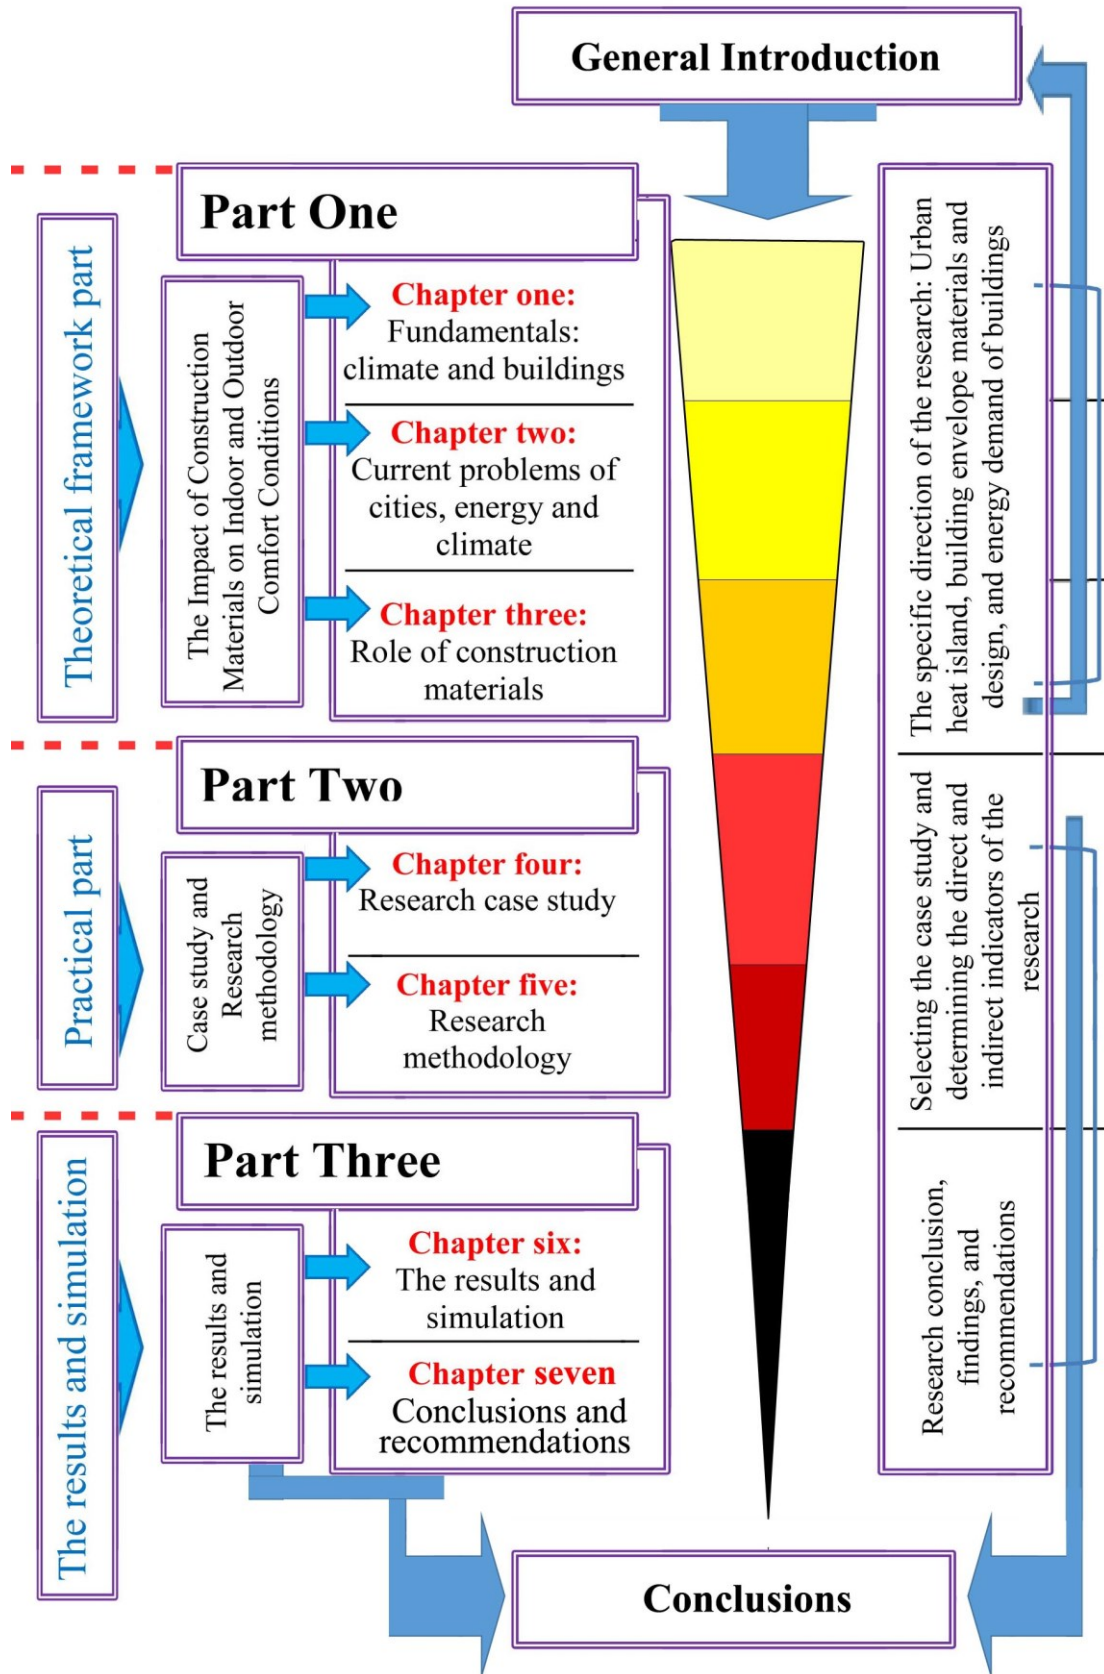 General Introduction
Part One
Theoretical framework part
The Impact of Construction
Materials on Indoor and Outdoor
Comfort Conditions
Chapter one:
Fundamentals:
climate and buildings
Chapter two:
Current problems of
cities, energy and
climate
Chapter three:
Role of construction
materials
The specific direction of the research: Urban
heat island, building envelope materials and
design, and energy demand of buildings
Part Two
Practical part
Case study and
Research
methodology
Chapter four:
Research case study
Chapter five:
Research
methodology
Selecting the case study and
determining the direct and
indirect indicators of the
research
Part Three
The results and simulation
The results and
simulation
Chapter six:
The results and
simulation
Chapter seven
Conclusions and
recommendations
Research conclusion,
findings, and
recommendations
Conclusions